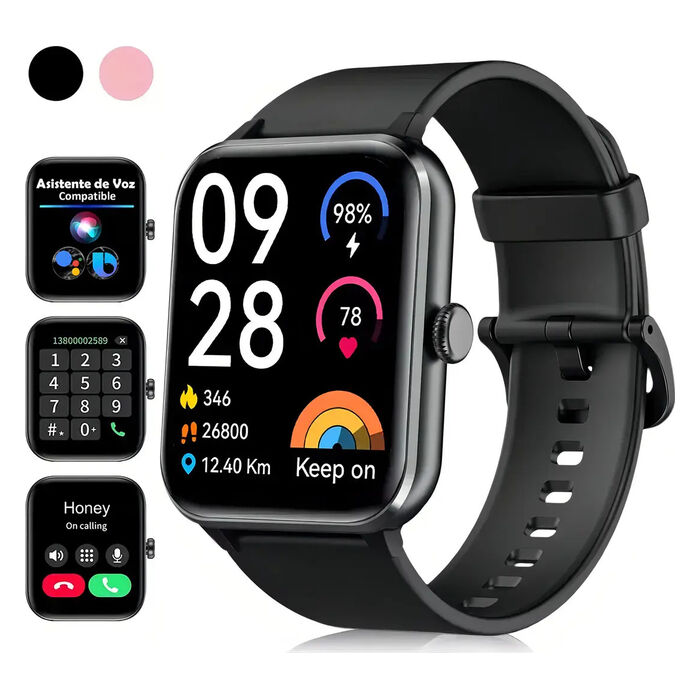 Asistente de Voz
Compatible
13800002589
1 2 3
4 5 6
7 8 9
#*. 0+
Honey
On calling
09
28
98%
78
346
26800
12.40 Km
Keep on